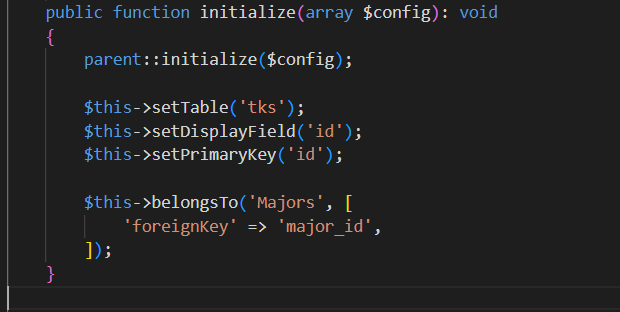 public function initialize(array $config): void
{
    parent::initialize($config);

    $this->setTable('tks');
    $this->setDisplayField('id');
    $this->setPrimaryKey('id');

    $this->belongsTo('Majors', [
        'foreignKey' => 'major_id',
    ]);
}